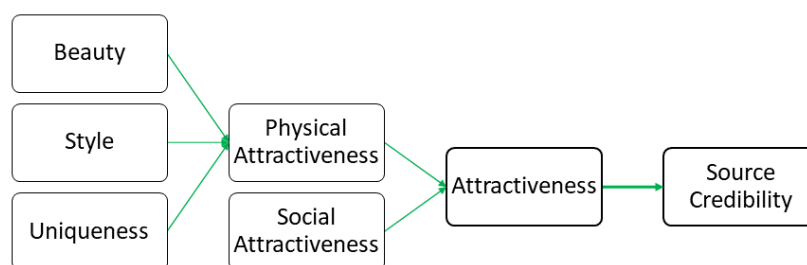 Beauty
Style
Uniqueness
Physical
Attractiveness
Social
Attractiveness
Attractiveness
Source
Credibility